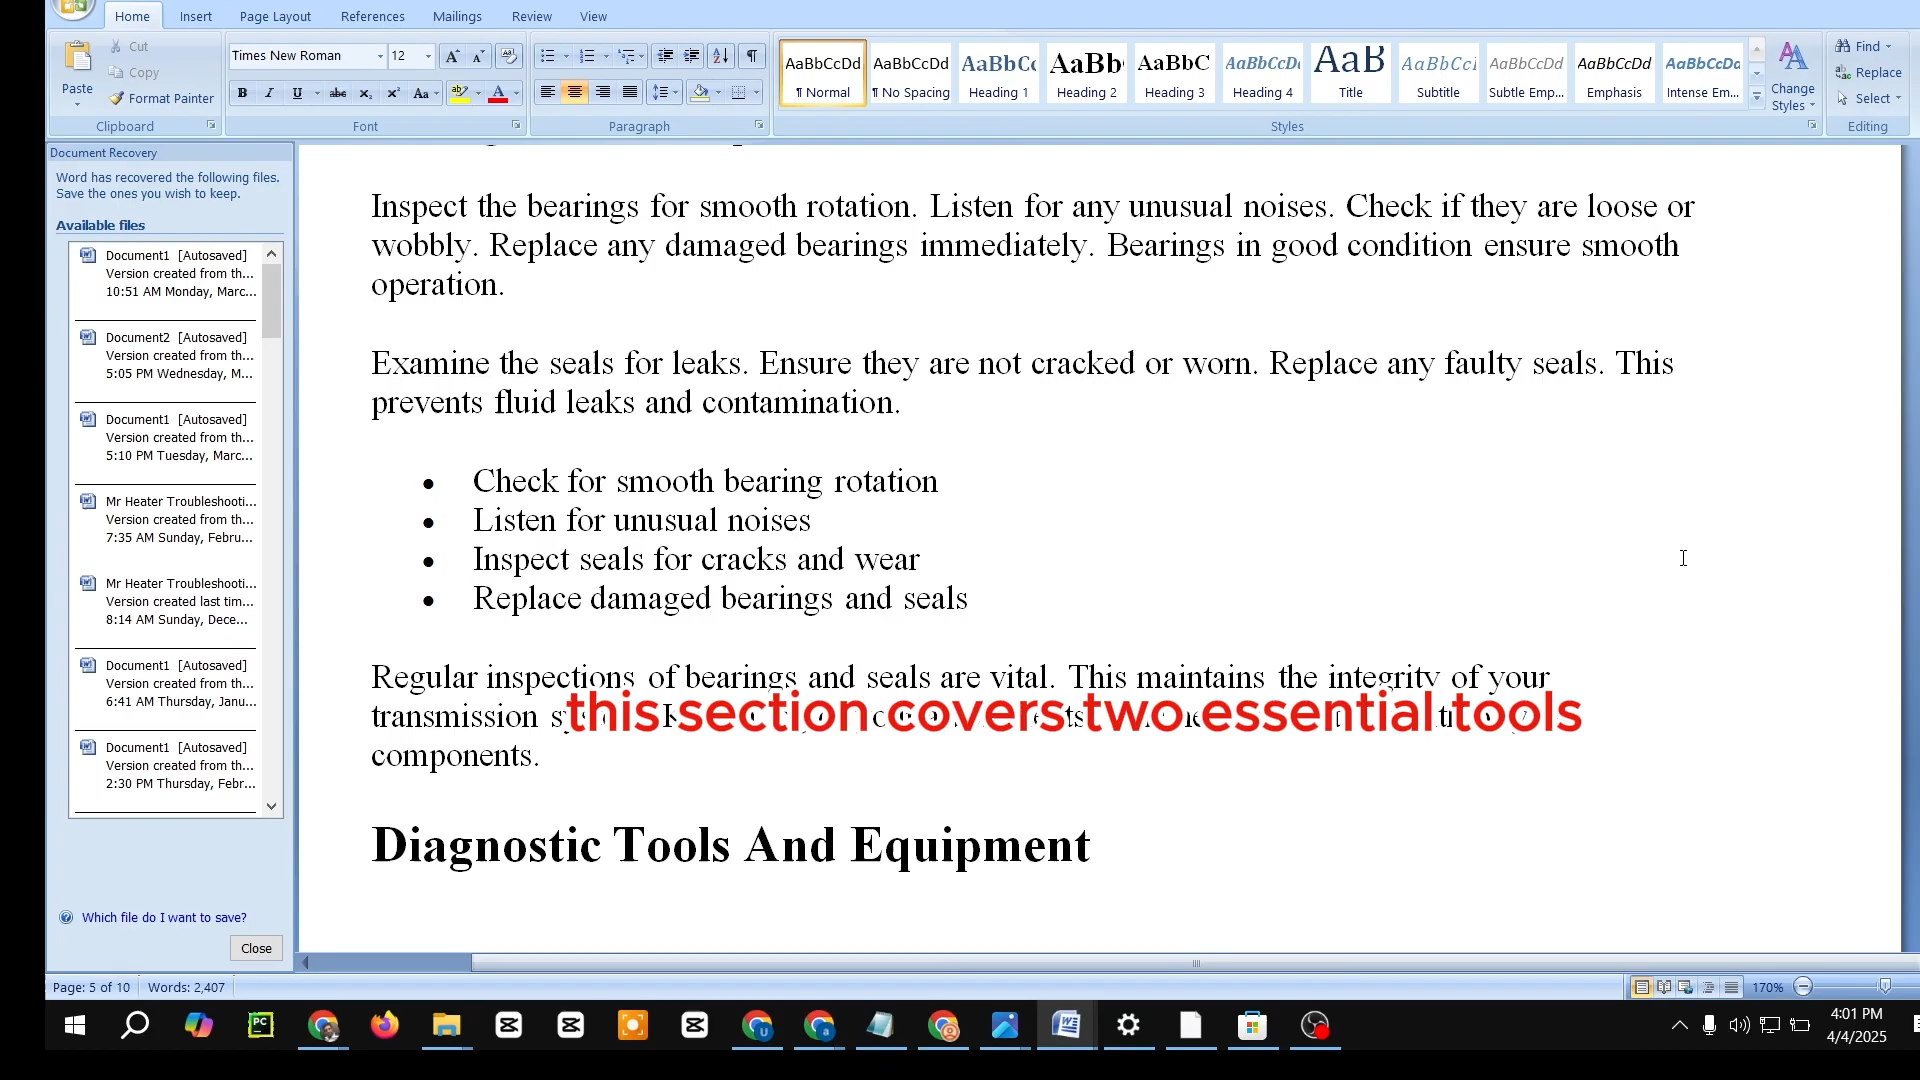 Home Insert Page Layout References Mailings Review View
Cut
Copy
Format Painter
Paste
Clipboard
Times New Roman 12
Font
Paragraph
AaBbCcDd AaBbCcDd AaBbCc AaBb AaBbC AaBbCcD AaB AaBbCcI AaBbCcDd AaBbCcDd AaBbCcDd
¶ Normal ¶ No Spacing Heading 1 Heading 2 Heading 3 Heading 4 Title Subtitle Subtle Emp... Emphasis Intense Em...
Styles
Change
Styles
Find
Replace
Select
Editing
Document Recovery
Word has recovered the following files.
Save the ones you wish to keep.
Available files
Document1 [Autosaved]
Version created from th...
10:51 AM Monday, Marc...
Document2 [Autosaved]
Version created from th...
5:05 PM Wednesday, M...
Document1 [Autosaved]
Version created from th...
5:10 PM Tuesday, Marc...
Mr Heater Troubleshooti...
Version created from th...
7:35 AM Sunday, Febru...
Mr Heater Troubleshooti...
Version created last tim...
8:14 AM Sunday, Dece...
Document1 [Autosaved]
Version created from th...
6:41 AM Thursday, Janu...
Document1 [Autosaved]
Version created from th...
2:30 PM Thursday, Febr...
Which file do I want to save?
Close
Inspect the bearings for smooth rotation. Listen for any unusual noises. Check if they are loose or
wobbly. Replace any damaged bearings immediately. Bearings in good condition ensure smooth
operation.
Examine the seals for leaks. Ensure they are not cracked or worn. Replace any faulty seals. This
prevents fluid leaks and contamination.
• Check for smooth bearing rotation
• Listen for unusual noises
• Inspect seals for cracks and wear
• Replace damaged bearings and seals
Regular inspections of bearings and seals are vital. This maintains the integrity of your
transmission
this section covers two essential tools
components.
Diagnostic Tools And Equipment
Page: 5 of 10 Words: 2,407
170%
4:01 PM
4/4/2025